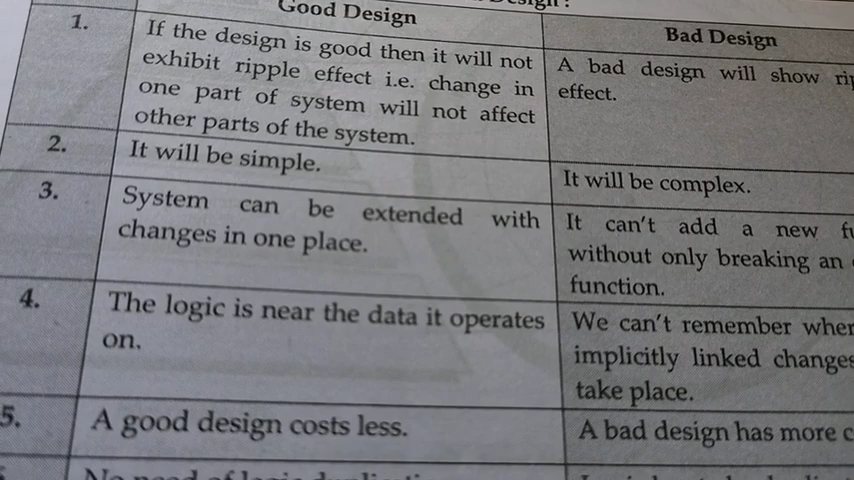 Good Design
Bad Design
1.
If the design is good then it will not
exhibit ripple effect i.e. change in
one part of system will not affect
other parts of the system.
A bad design will show
effect.
2.
It will be simple.
It will be complex.
3.
System can be extended with
changes in one place.
It can't add a new
without only breaking an
function.
4.
The logic is near the data it operates
on.
We can't remember
implicitly linked changes
take place.
5.
A good design costs less.
A bad design has more